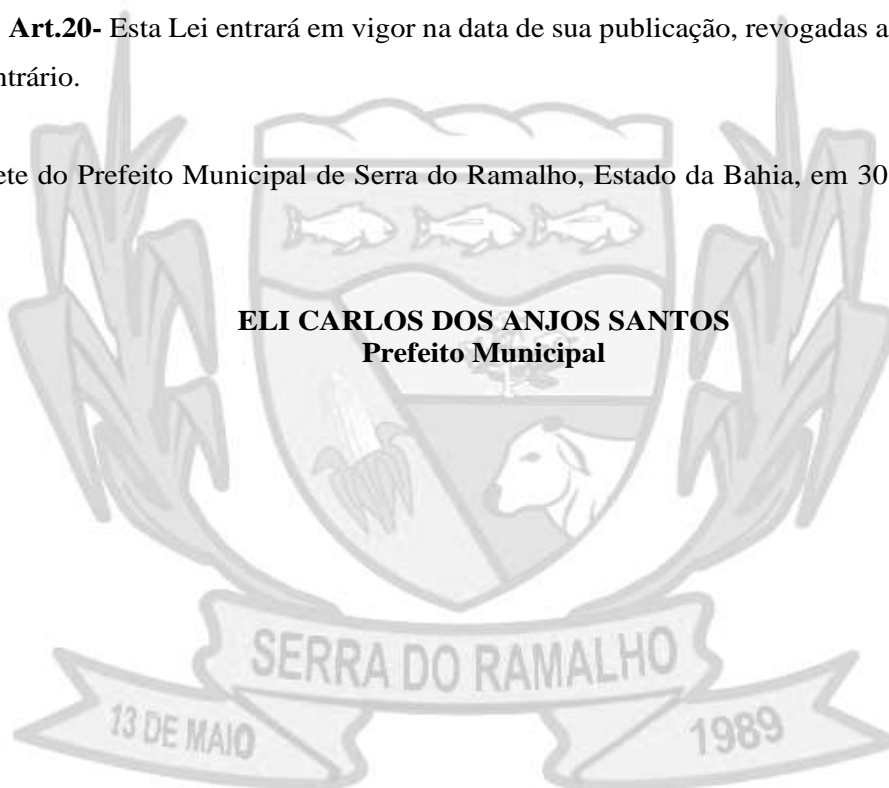 Art.20- Esta Lei entrará em vigor na data de sua publicação, revogadas a
ntrário.
ete do Prefeito Municipal de Serra do Ramalho, Estado da Bahia, em 30
ELI CARLOS DOS ANJOS SANTOS
Prefeito Municipal
SERRA DO RAMALHO
13 DE MAIO
1989